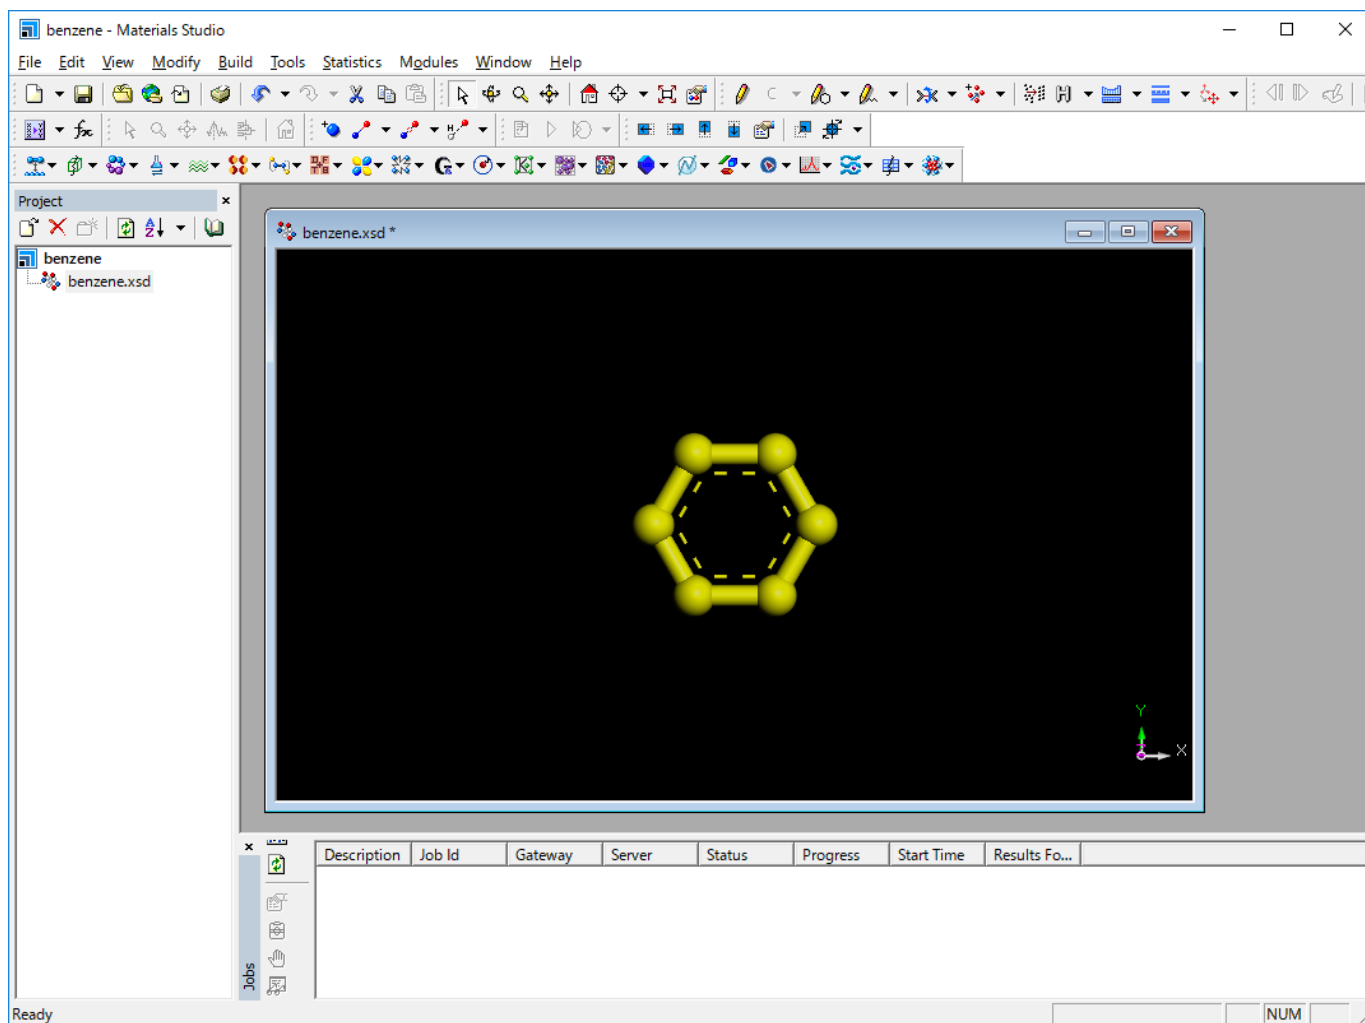 benzene - Materials Studio
File Edit View Modify Build Tools Statistics Modules Window Help
Project
benzene
benzene.xsd
benzene.xsd *
Y
X
Description Job Id Gateway Server Status Progress Start Time Results Fo...
Jobs
Ready
NUM